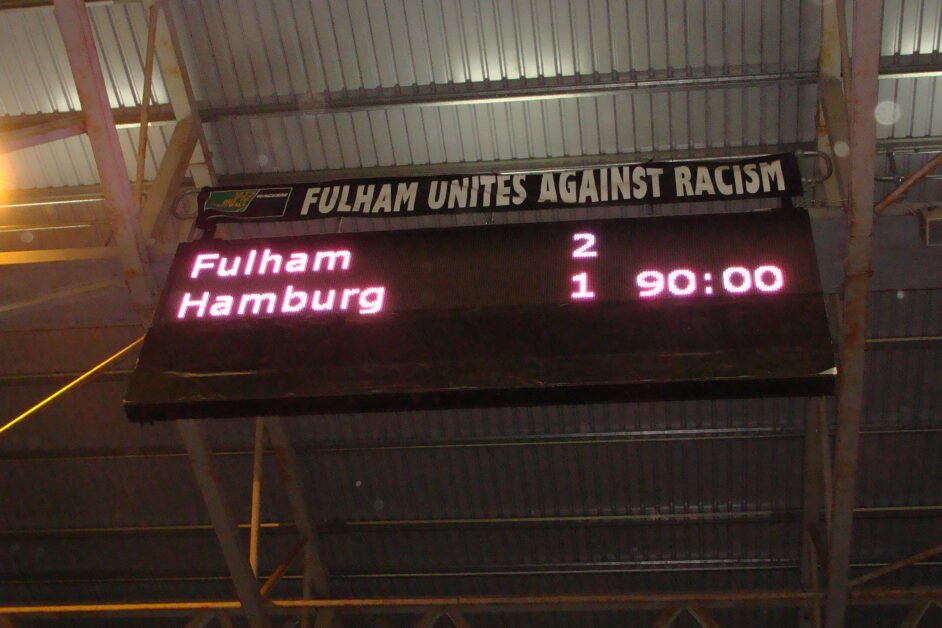 FULHAM UNITES AGAINST RACISM
Fulham 2
Hamburg 1 90:00